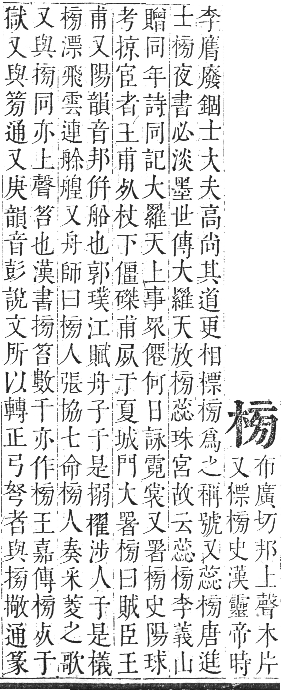 榜
布廣切邦上聲木片
又標榜史漢靈帝時
李膺廢錮士大夫高尚其道更相標榜爲之稱號又蕊榜唐進
士榜夜書必淡墨世傳大羅天放榜蕊珠宮故云蕊榜李義山
贈同年詩同記大羅天上事眾僊何日詠霓裳又署榜史陽球
考掠宦者王甫死杖下僵磔甫屍于夏城門大署榜曰賊臣王
甫又陽韻音邦併船也郭璞江賦舟子于是搦櫂涉人于是檥
榜漂飛雲連艅艎又舟師曰榜人張協七命榜人奏采菱之歌
又與搒同亦上聲笞也漢書搒笞數千亦作榜王嘉傳榜死于
獄又與篣通又庚韻音彭說文所以轉正弓弩者與搒通篆